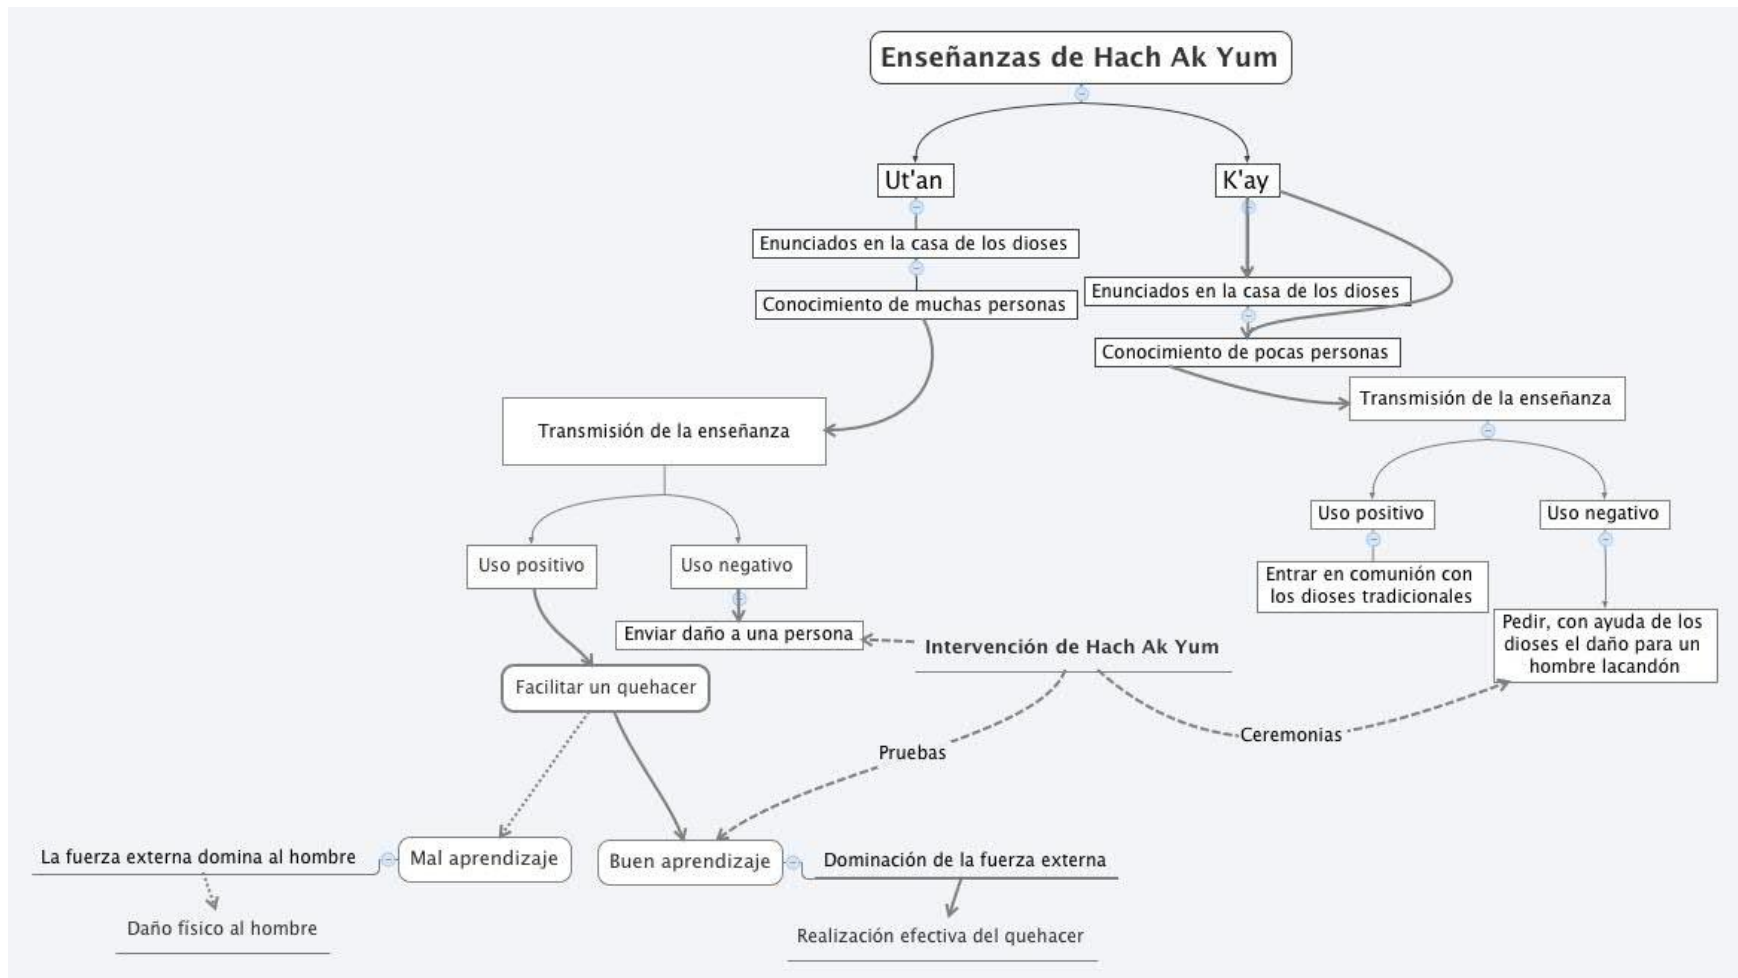 Enseñanzas de Hach Ak Yum
Ut'an
K'ay
Enunciados en la casa de los dioses
Conocimiento de muchas personas
Enunciados en la casa de los dioses
Conocimiento de pocas personas
Transmisión de la enseñanza
Transmisión de la enseñanza
Uso positivo
Uso negativo
Uso positivo
Uso negativo
Entrar en comunión con
los dioses tradicionales
Pedir, con ayuda de los
dioses el daño para un
hombre lacandón
Enviar daño a una persona
Intervención de Hach Ak Yum
Facilitar un quehacer
Pruebas
Ceremonias
La fuerza externa domina al hombre
Mal aprendizaje
Buen aprendizaje
Dominación de la fuerza externa
Daño físico al hombre
Realización efectiva del quehacer